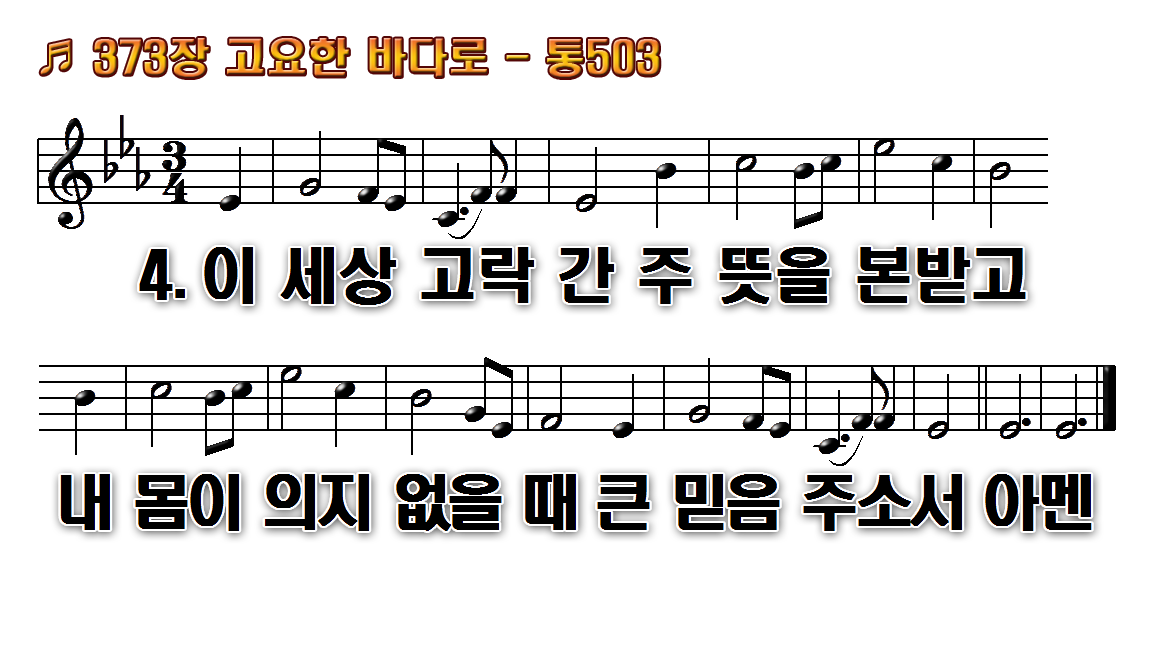 ♬ 373장 고요한 바다로 - 통503
3
4
4. 이 세상 고락 간 주 뜻을 본받고
내 몸이 의지 없을 때 큰 믿음 주소서 아멘